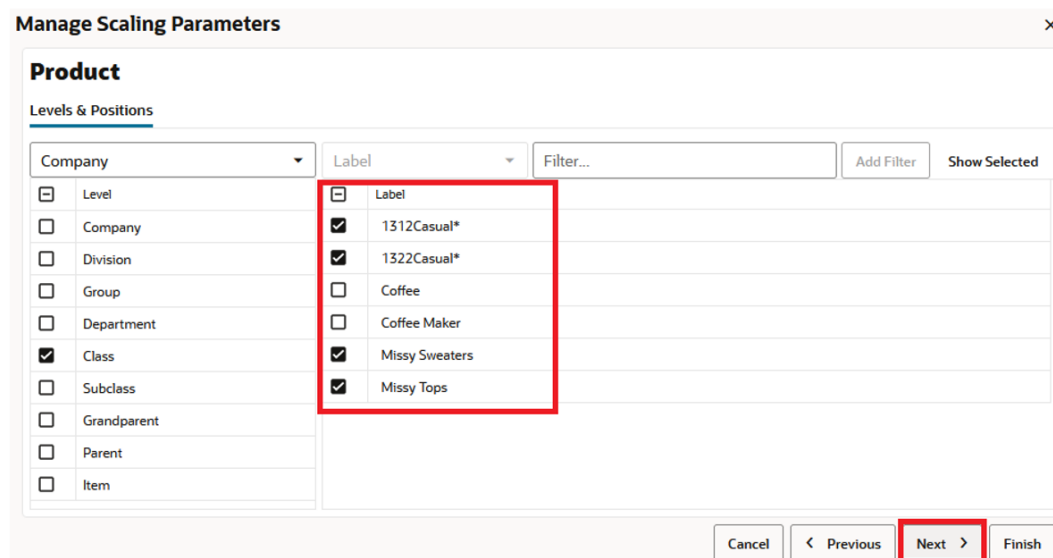 Manage Scaling Parameters
Product
Levels & Positions
Company Label Filter... Add Filter Show Selected
Level Label
Company 1312Casual*
Division 1322Casual*
Group Coffee
Department Coffee Maker
Class Missy Sweaters
Subclass Missy Tops
Grandparent
Parent
Item
Cancel Previous Next Finish